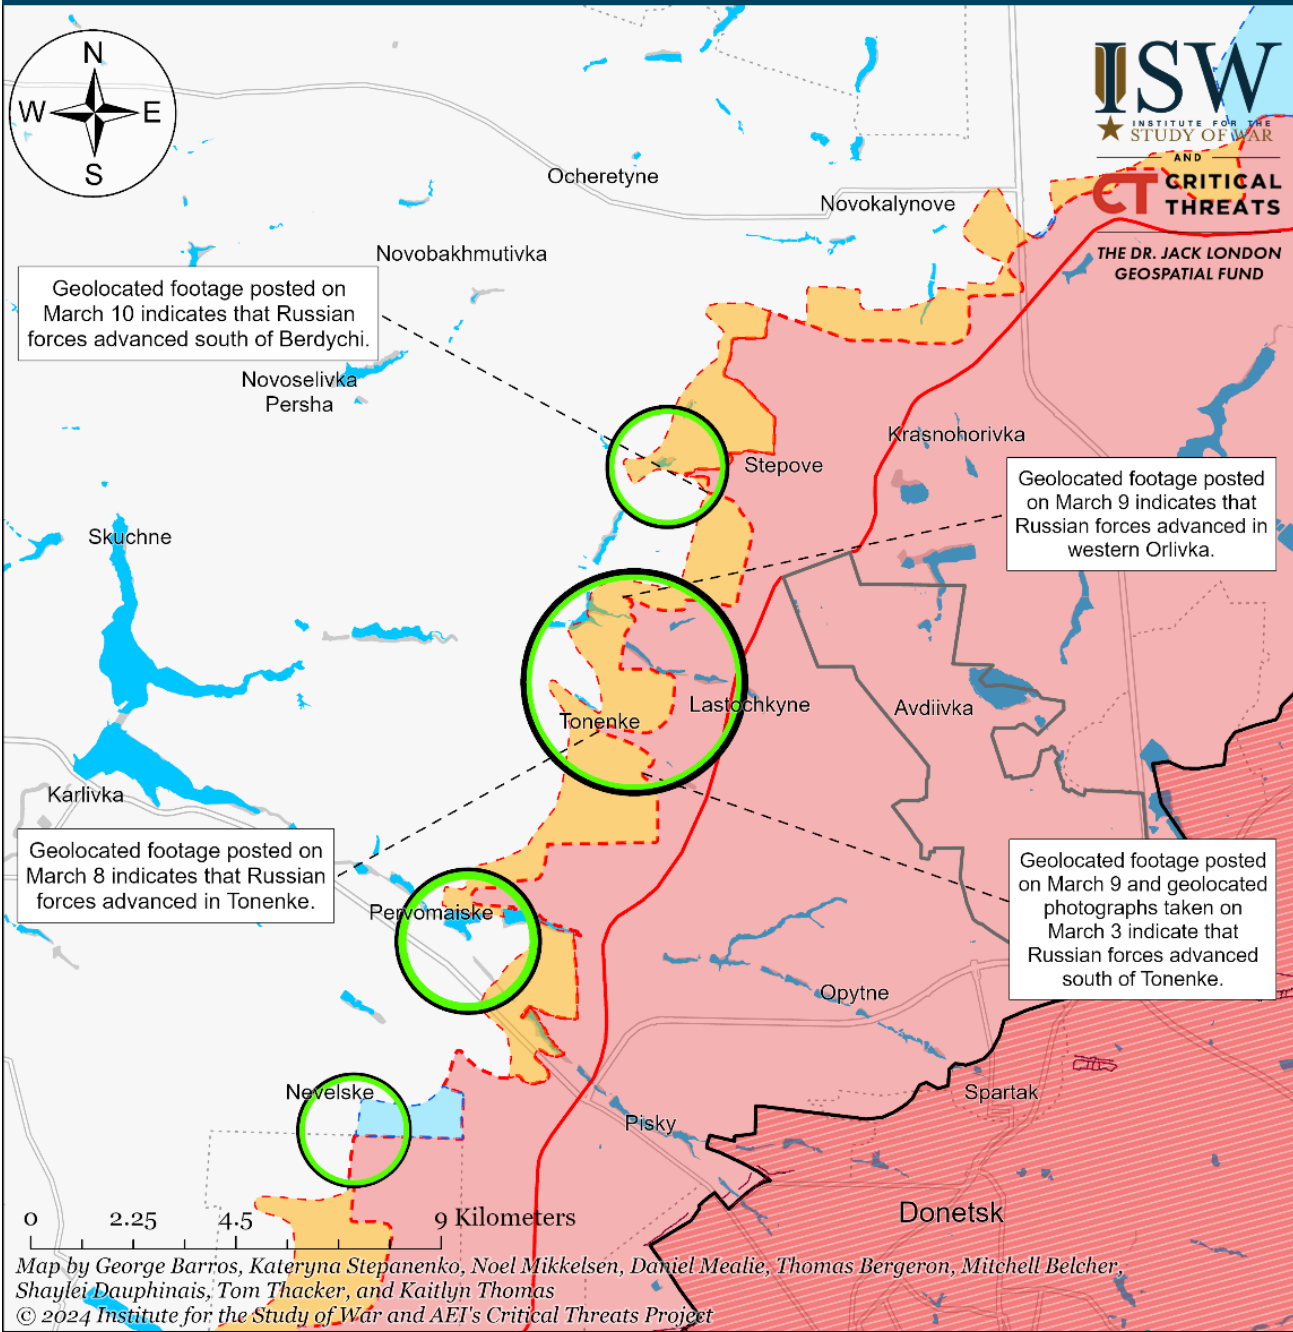 N
W E
S
ISW
INSTITUTE FOR THE
STUDY OF WAR
AND
CT CRITICAL
THREATS
THE DR. JACK LONDON
GEOSPATIAL FUND
Ocheretyne
Novokalynove
Novobakhmutivka
Geolocated footage posted on
March 10 indicates that Russian
forces advanced south of Berdychi.
Novoselivka
Persha
Krasnohorivka
Stepove
Geolocated footage posted
on March 9 indicates that
Russian forces advanced in
western Orlivka.
Skuchne
Lastochkyne
Avdiivka
Tonenke
Karlivka
Geolocated footage posted on
March 8 indicates that Russian
forces advanced in Tonenke.
Geolocated footage posted
on March 9 and geolocated
photographs taken on
March 3 indicate that
Russian forces advanced
south of Tonenke.
Pervomaiske
Opytne
Nevelske
Spartak
Pisky
Donetsk
0 2.25 4.5 9 Kilometers
Map by George Barros, Kateryna Stepanenko, Noel Mikkelsen, Daniel Mealie, Thomas Bergeron, Mitchell Belcher,
Shaylei Dauphinais, Tom Thacker, and Kaitlyn Thomas
© 2024 Institute for the Study of War and AEI's Critical Threats Project